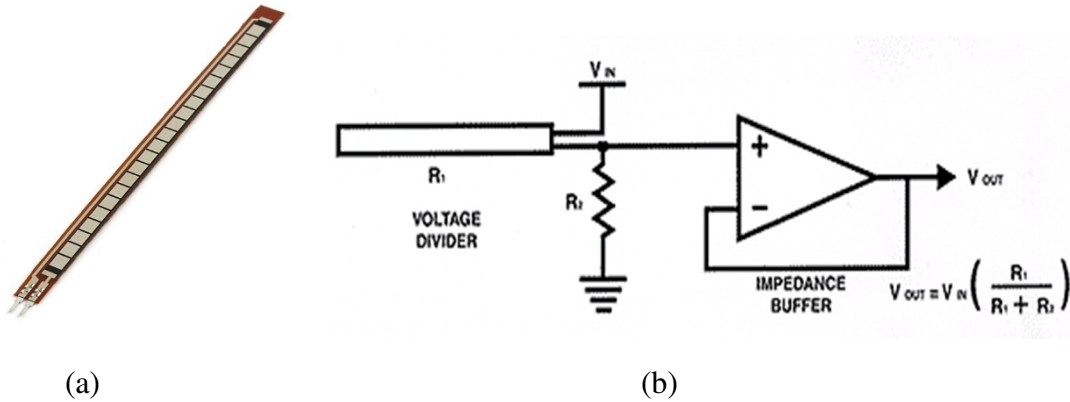 V IN
R1
VOLTAGE
DIVIDER
R2
+
−
V OUT
IMPEDANCE
BUFFER
V OUT = V IN ( R1 / R1 + R2 )
(a)
(b)